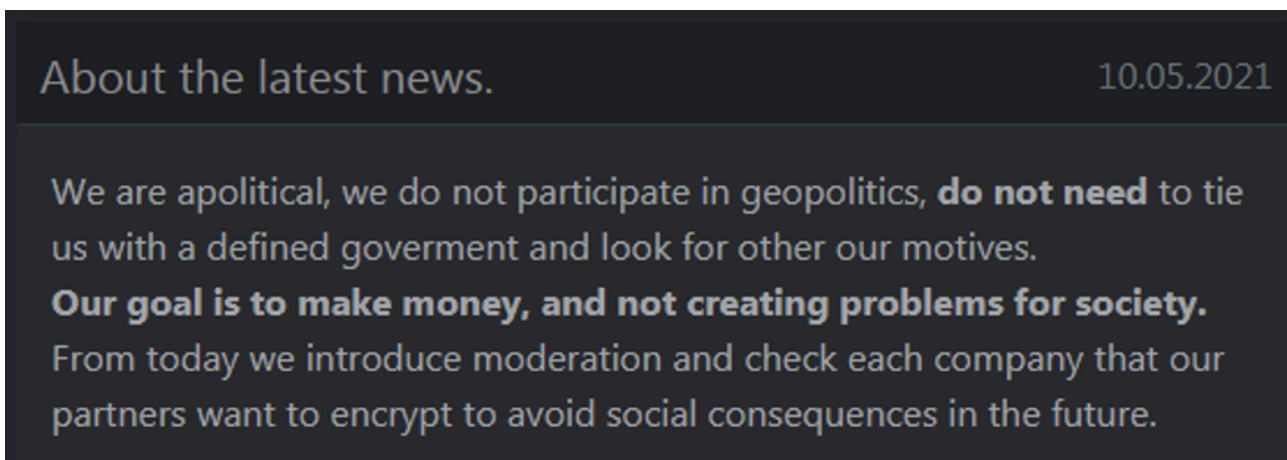 About the latest news.
10.05.2021
We are apolitical, we do not participate in geopolitics, do not need to tie
us with a defined goverment and look for other our motives.
Our goal is to make money, and not creating problems for society.
From today we introduce moderation and check each company that our
partners want to encrypt to avoid social consequences in the future.